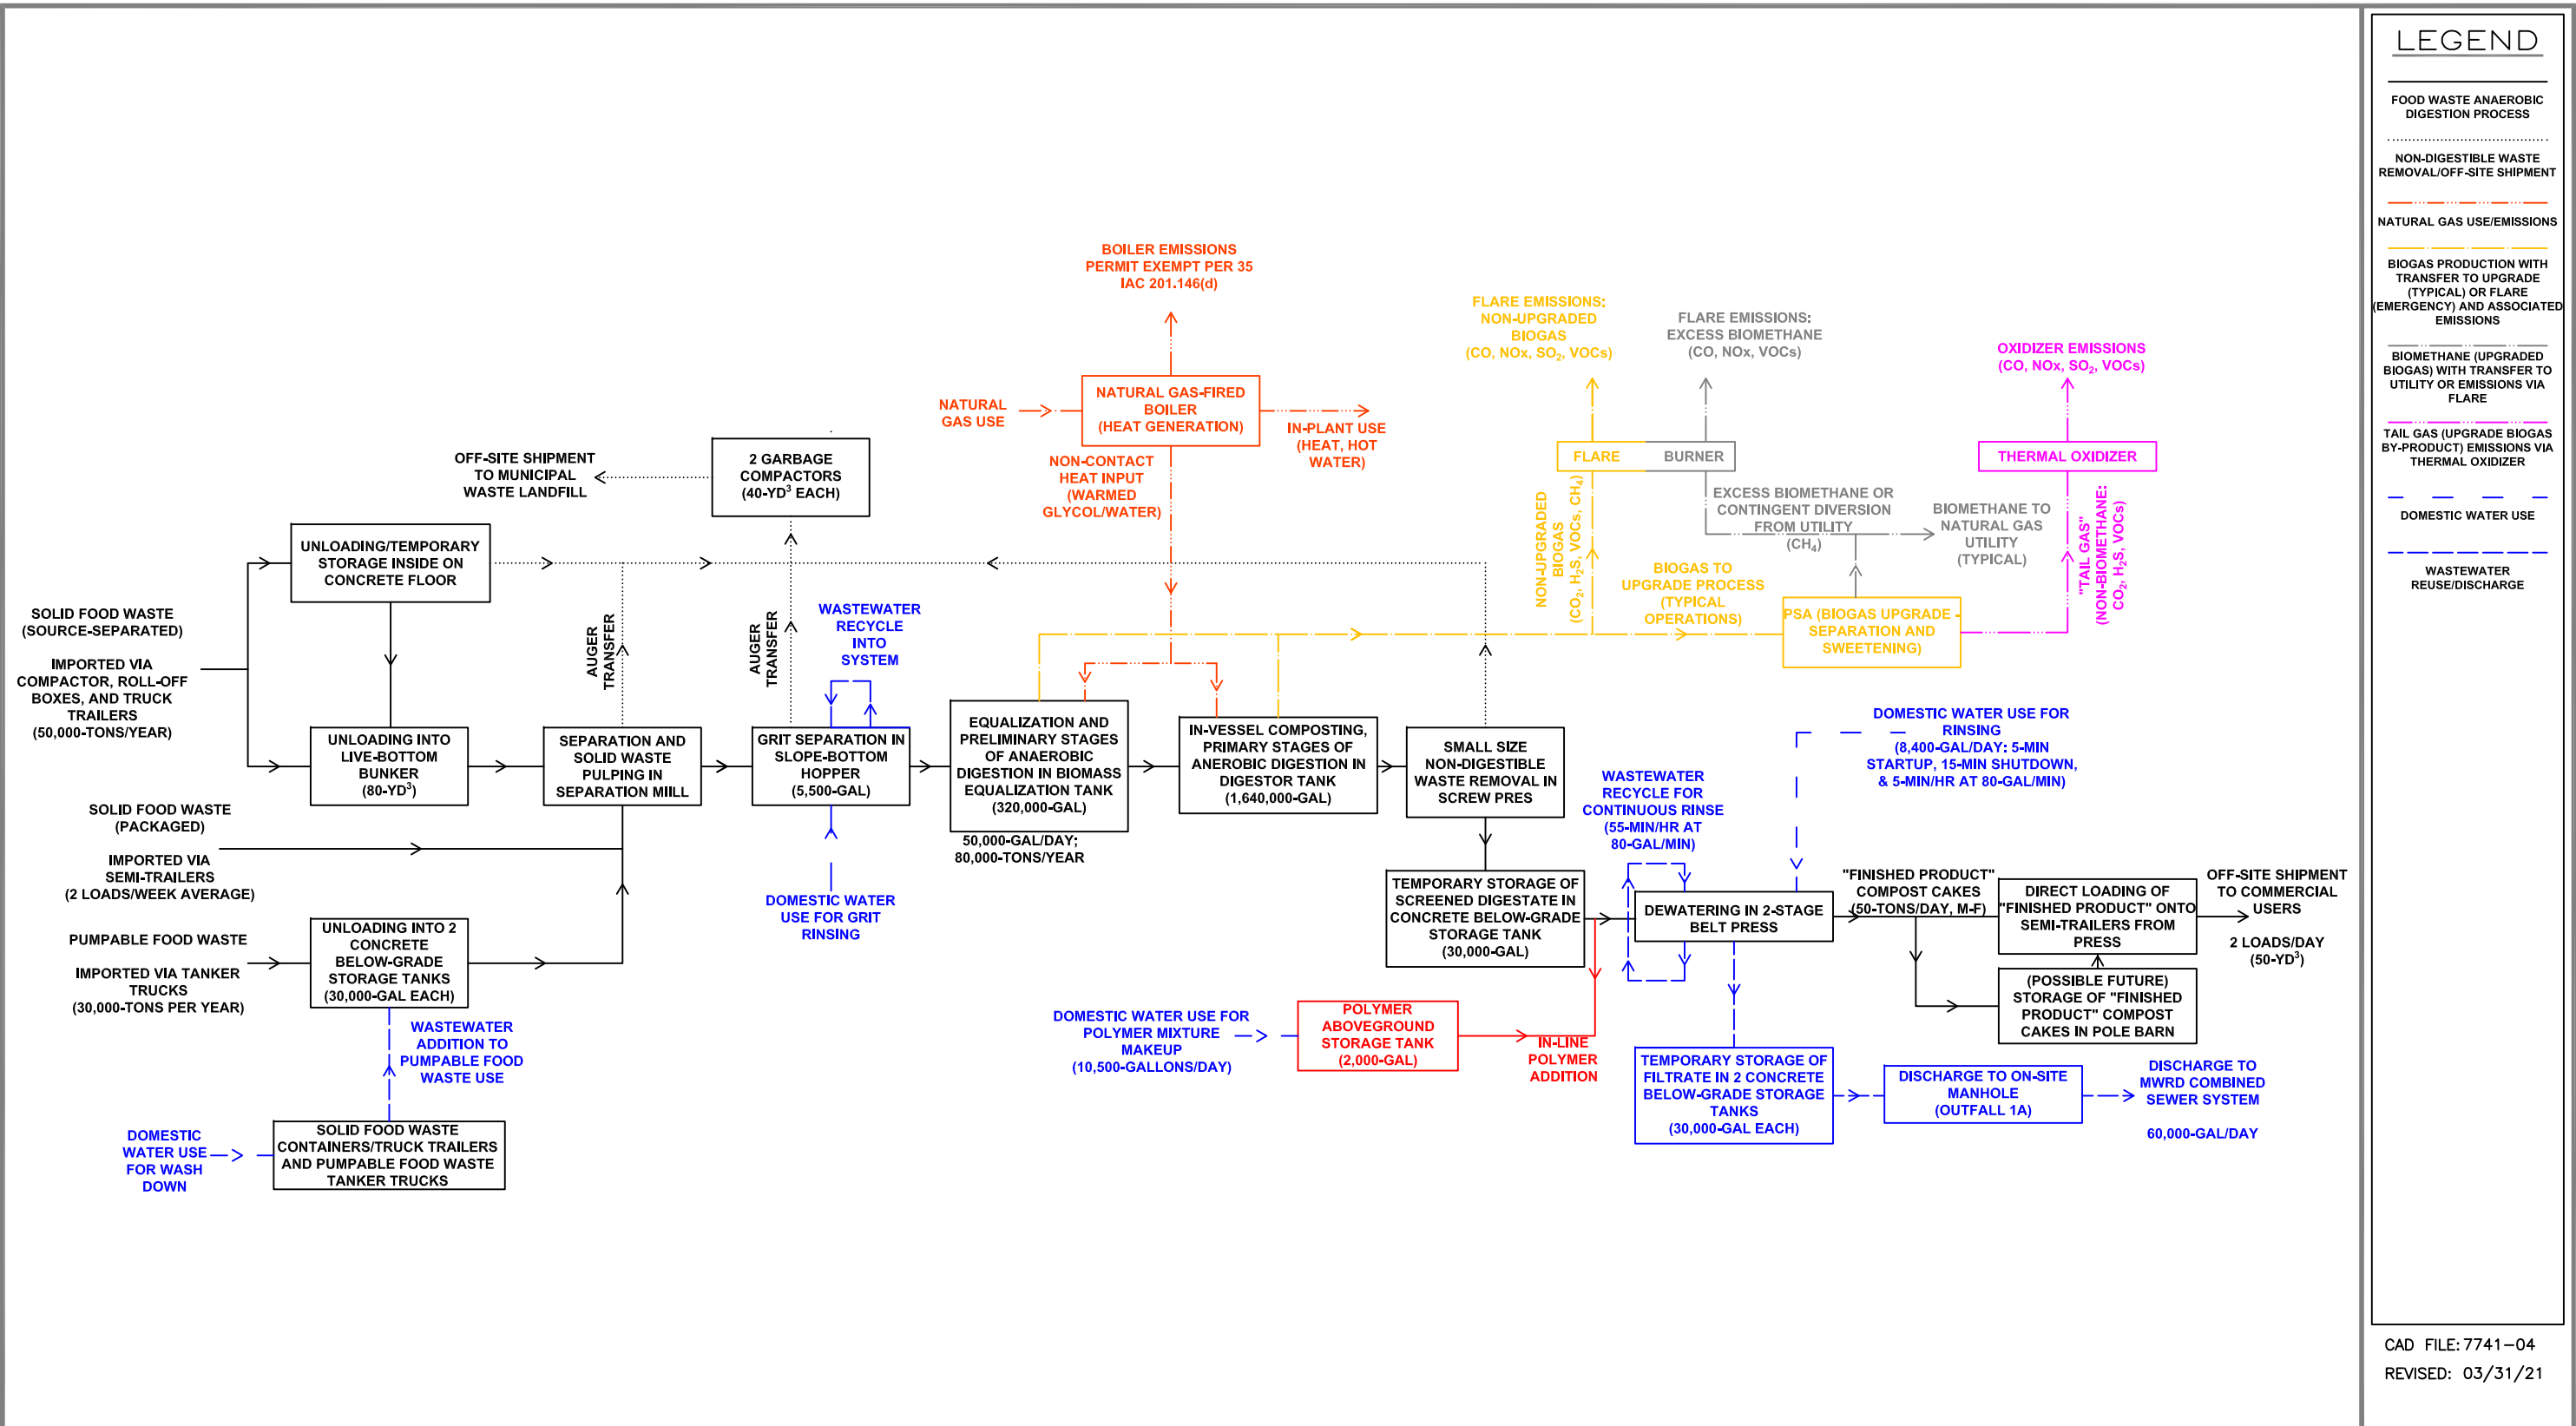 BOILER EMISSIONS
PERMIT EXEMPT PER 35
IAC 201.146(d)
FLARE EMISSIONS:
NON-UPGRADED
BIOGAS
(CO, NOx, SO₂, VOCs)
FLARE EMISSIONS:
EXCESS BIOMETHANE
(CO, NOx, VOCs)
OXIDIZER EMISSIONS
(CO, NOx, SO₂, VOCs)
NATURAL
GAS USE
NATURAL GAS-FIRED
BOILER
(HEAT GENERATION)
IN-PLANT USE
(HEAT, HOT
WATER)
NON-CONTACT
HEAT INPUT
(WARMED
GLYCOL/WATER)
FLARE
BURNER
THERMAL OXIDIZER
OFF-SITE SHIPMENT
TO MUNICIPAL
WASTE LANDFILL
2 GARBAGE
COMPACTORS
(40-YD³ EACH)
NON-UPGRADED
BIOGAS
(CO₂, H₂S, VOCs, CH₄)
EXCESS BIOMETHANE OR
CONTINGENT DIVERSION
FROM UTILITY
(CH₄)
BIOMETHANE TO
NATURAL GAS
UTILITY
(TYPICAL)
"TAIL GAS"
(NON-BIOMETHANE:
CO₂, H₂S, VOCs)
UNLOADING/TEMPORARY
STORAGE INSIDE ON
CONCRETE FLOOR
BIOGAS TO
UPGRADE PROCESS
(TYPICAL
OPERATIONS)
PSA (BIOGAS UPGRADE -
SEPARATION AND
SWEETENING)
SOLID FOOD WASTE
(SOURCE-SEPARATED)
IMPORTED VIA
COMPACTOR, ROLL-OFF
BOXES, AND TRUCK
TRAILERS
(50,000-TONS/YEAR)
AUGER
TRANSFER
AUGER
TRANSFER
WASTEWATER
RECYCLE
INTO
SYSTEM
UNLOADING INTO
LIVE-BOTTOM
BUNKER
(80-YD³)
SEPARATION AND
SOLID WASTE
PULPING IN
SEPARATION MIILL
GRIT SEPARATION IN
SLOPE-BOTTOM
HOPPER
(5,500-GAL)
EQUALIZATION AND
PRELIMINARY STAGES
OF ANAEROBIC
DIGESTION IN BIOMASS
EQUALIZATION TANK
(320,000-GAL)
50,000-GAL/DAY;
80,000-TONS/YEAR
IN-VESSEL COMPOSTING,
PRIMARY STAGES OF
ANEROBIC DIGESTION IN
DIGESTOR TANK
(1,640,000-GAL)
SMALL SIZE
NON-DIGESTIBLE
WASTE REMOVAL IN
SCREW PRES
WASTEWATER
RECYCLE FOR
CONTINUOUS RINSE
(55-MIN/HR AT
80-GAL/MIN)
DOMESTIC WATER USE FOR
RINSING
(8,400-GAL/DAY: 5-MIN
STARTUP, 15-MIN SHUTDOWN,
& 5-MIN/HR AT 80-GAL/MIN)
SOLID FOOD WASTE
(PACKAGED)
IMPORTED VIA
SEMI-TRAILERS
(2 LOADS/WEEK AVERAGE)
DOMESTIC WATER
USE FOR GRIT
RINSING
TEMPORARY STORAGE OF
SCREENED DIGESTATE IN
CONCRETE BELOW-GRADE
STORAGE TANK
(30,000-GAL)
DEWATERING IN 2-STAGE
BELT PRESS
"FINISHED PRODUCT"
COMPOST CAKES
(50-TONS/DAY, M-F)
DIRECT LOADING OF
"FINISHED PRODUCT" ONTO
SEMI-TRAILERS FROM
PRESS
OFF-SITE SHIPMENT
TO COMMERCIAL
USERS
2 LOADS/DAY
(50-YD³)
PUMPABLE FOOD WASTE
IMPORTED VIA TANKER
TRUCKS
(30,000-TONS PER YEAR)
UNLOADING INTO 2
CONCRETE
BELOW-GRADE
STORAGE TANKS
(30,000-GAL EACH)
(POSSIBLE FUTURE)
STORAGE OF "FINISHED
PRODUCT" COMPOST
CAKES IN POLE BARN
WASTEWATER
ADDITION TO
PUMPABLE FOOD
WASTE USE
DOMESTIC WATER USE FOR
POLYMER MIXTURE
MAKEUP
(10,500-GALLONS/DAY)
POLYMER
ABOVEGROUND
STORAGE TANK
(2,000-GAL)
IN-LINE
POLYMER
ADDITION
TEMPORARY STORAGE OF
FILTRATE IN 2 CONCRETE
BELOW-GRADE STORAGE
TANKS
(30,000-GAL EACH)
DISCHARGE TO ON-SITE
MANHOLE
(OUTFALL 1A)
DISCHARGE TO
MWRD COMBINED
SEWER SYSTEM
60,000-GAL/DAY
DOMESTIC
WATER USE
FOR WASH
DOWN
SOLID FOOD WASTE
CONTAINERS/TRUCK TRAILERS
AND PUMPABLE FOOD WASTE
TANKER TRUCKS
LEGEND
FOOD WASTE ANAEROBIC
DIGESTION PROCESS
NON-DIGESTIBLE WASTE
REMOVAL/OFF-SITE SHIPMENT
NATURAL GAS USE/EMISSIONS
BIOGAS PRODUCTION WITH
TRANSFER TO UPGRADE
(TYPICAL) OR FLARE
(EMERGENCY) AND ASSOCIATED
EMISSIONS
BIOMETHANE (UPGRADED
BIOGAS) WITH TRANSFER TO
UTILITY OR EMISSIONS VIA
FLARE
TAIL GAS (UPGRADE BIOGAS
BY-PRODUCT) EMISSIONS VIA
THERMAL OXIDIZER
DOMESTIC WATER USE
WASTEWATER
REUSE/DISCHARGE
CAD FILE: 7741-04
REVISED: 03/31/21